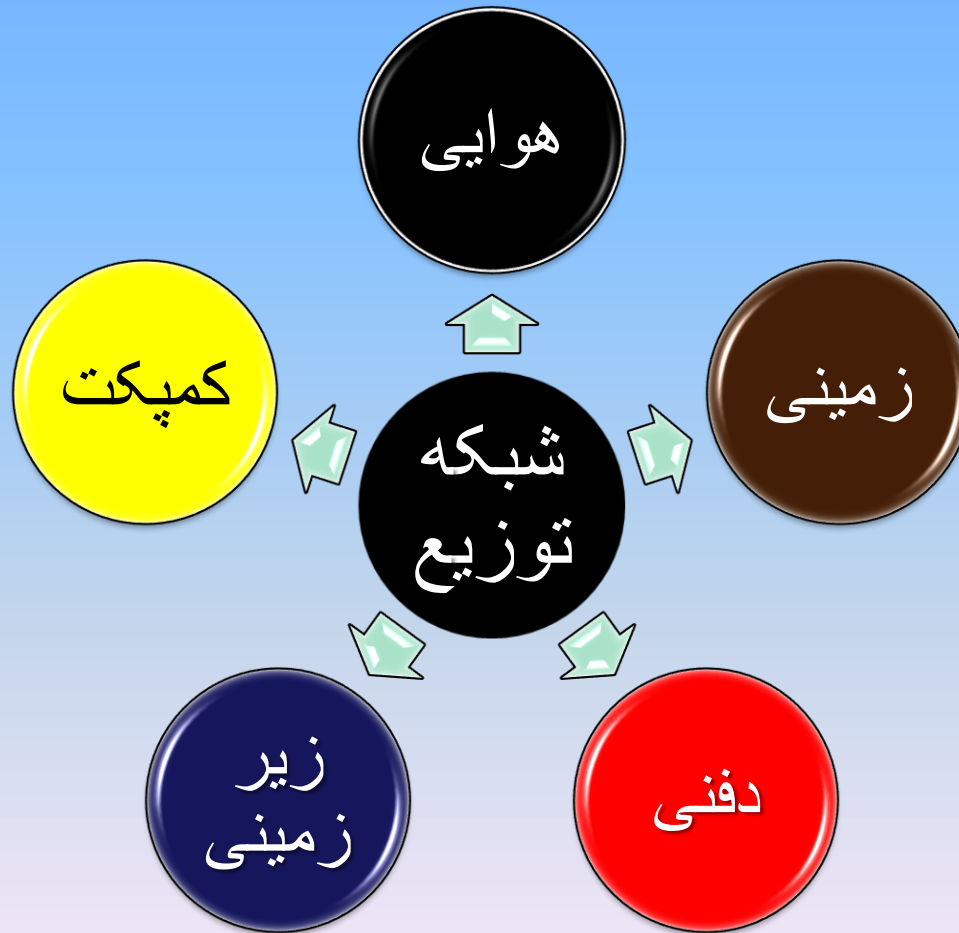 هوایی
زمینی
کمپکت
شبکه
توزیع
زیر
زمینی
دفنی